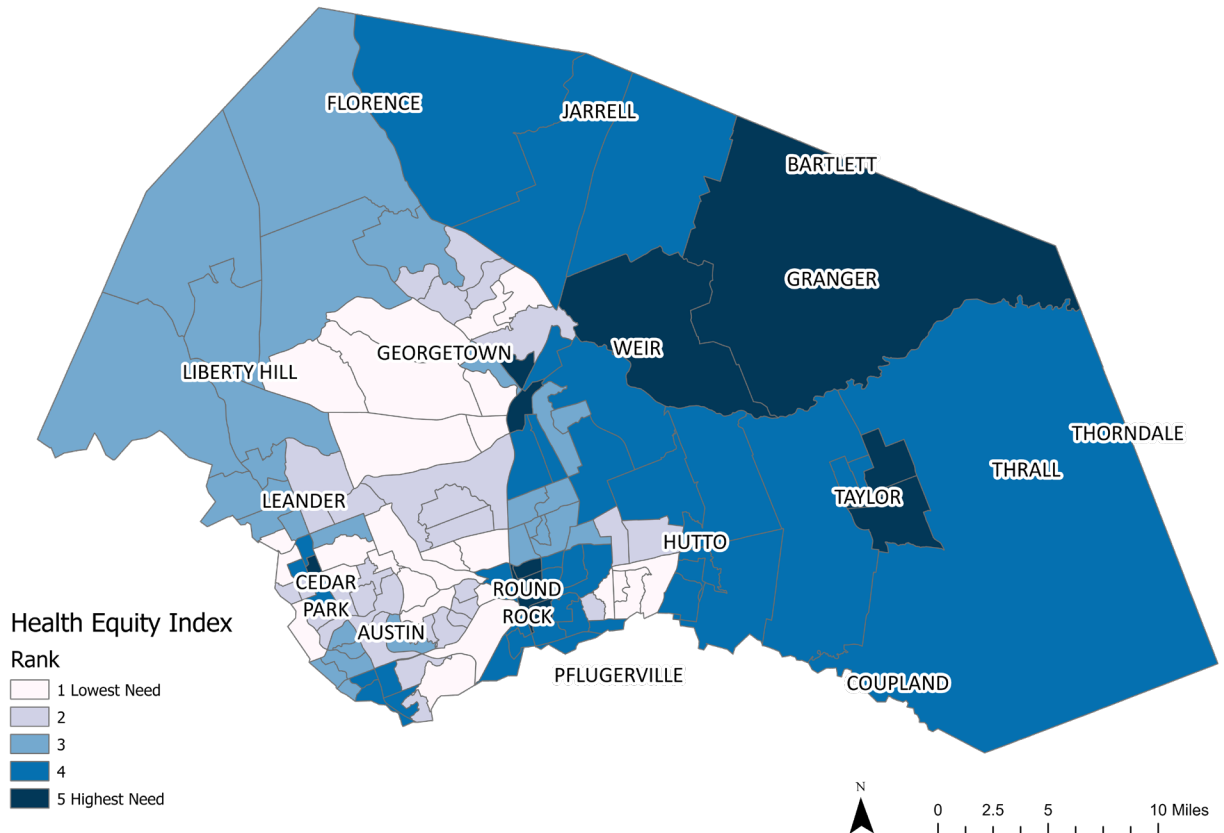 FLORENCE
JARRELL
BARTLETT
GRANGER
GEORGETOWN
WEIR
LIBERTY HILL
THORNDALE
THRALL
LEANDER
TAYLOR
HUTTO
CEDAR
PARK
ROUND
ROCK
AUSTIN
PFLUGERVILLE
COUPLAND
Health Equity Index
Rank
1 Lowest Need
2
3
4
5 Highest Need
N
0 2.5 5 10 Miles